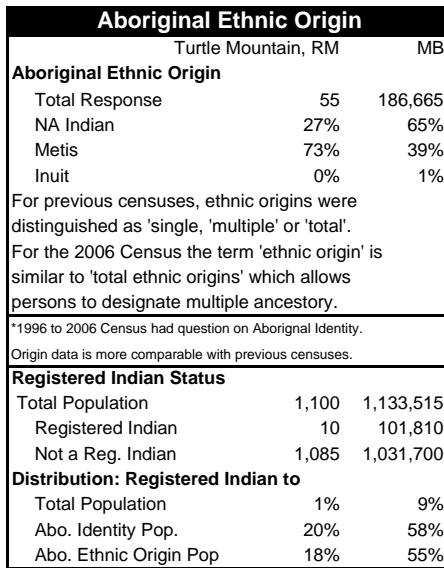 Aboriginal Ethnic Origin
Turtle Mountain, RM MB
Aboriginal Ethnic Origin
Total Response 55 186,665
NA Indian 27% 65%
Metis 73% 39%
Inuit 0% 1%
For previous censuses, ethnic origins were
distinguished as 'single, 'multiple' or 'total'.
For the 2006 Census the term 'ethnic origin' is
similar to 'total ethnic origins' which allows
persons to designate multiple ancestory.
*1996 to 2006 Census had question on Aborignal Identity.
Origin data is more comparable with previous censuses.
Registered Indian Status
Total Population 1,100 1,133,515
Registered Indian 10 101,810
Not a Reg. Indian 1,085 1,031,700
Distribution: Registered Indian to
Total Population 1% 9%
Abo. Identity Pop. 20% 58%
Abo. Ethnic Origin Pop 18% 55%